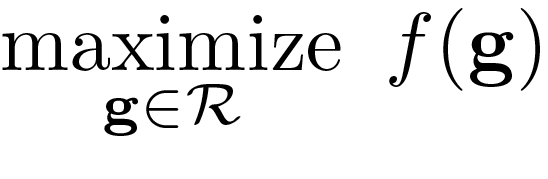 maximize f(𝐠)
𝐠∈ℛ